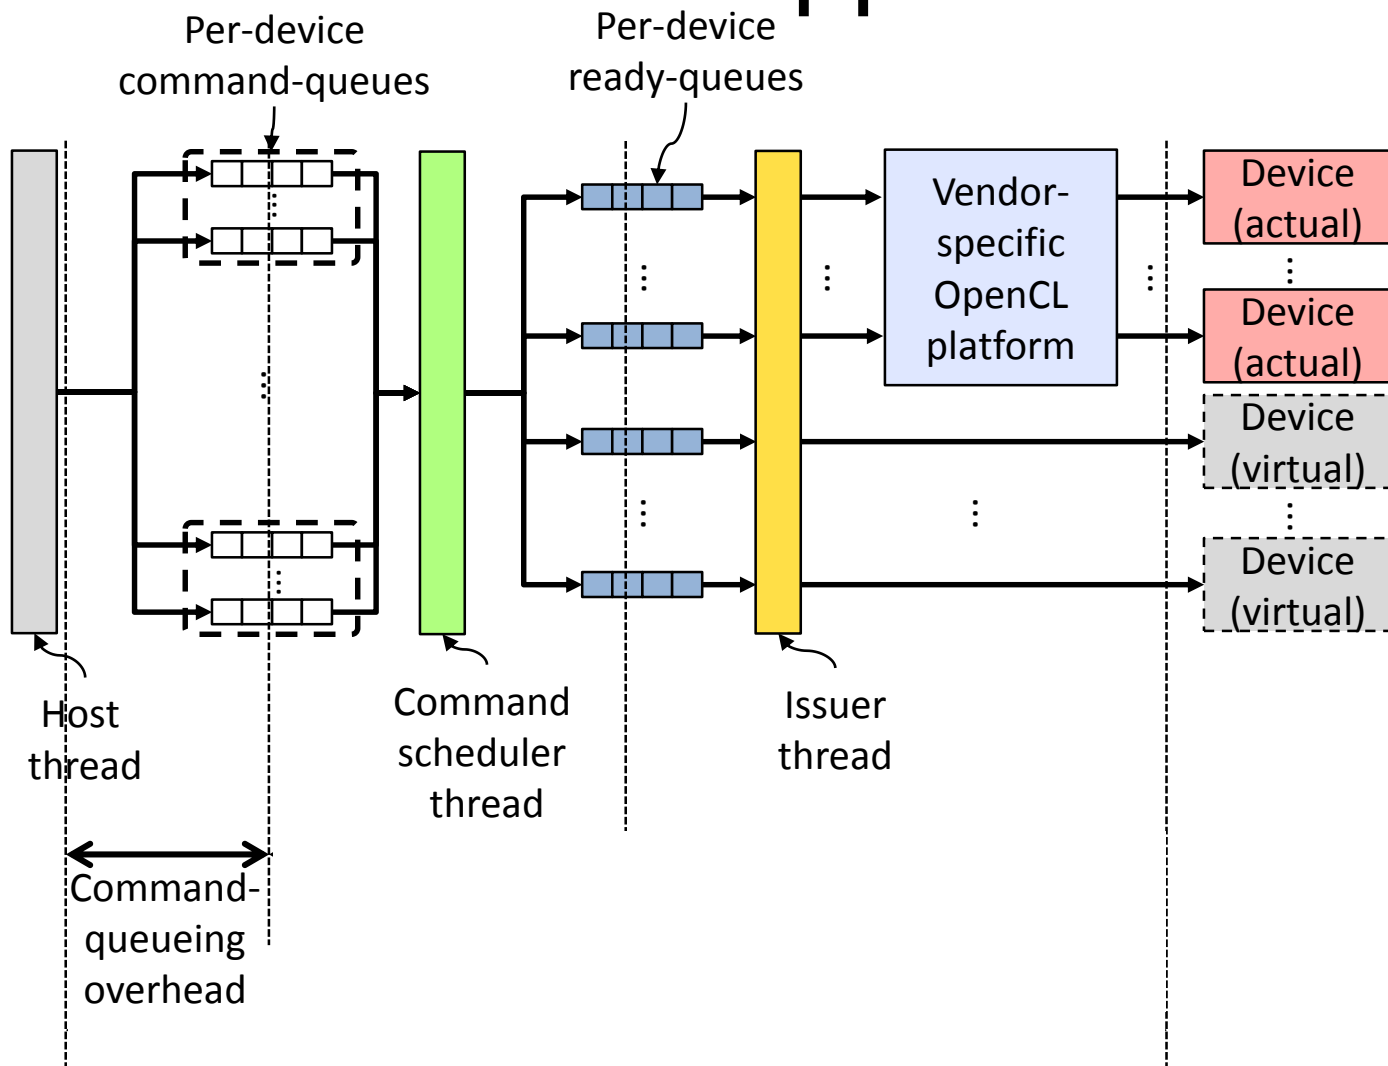 Per-device
command-queues
Per-device
ready-queues
Vendor-
specific
OpenCL
platform
Device
(actual)
Device
(actual)
Device
(virtual)
Device
(virtual)
Host
thread
Command
scheduler
thread
Issuer
thread
Command-
queueing
overhead